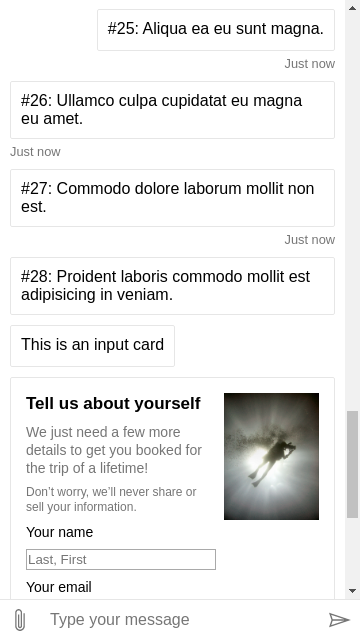 #25: Aliqua ea eu sunt magna.
Just now
#26: Ullamco culpa cupidatat eu magna
eu amet.
Just now
#27: Commodo dolore laborum mollit non
est.
Just now
#28: Proident laboris commodo mollit est
adipisicing in veniam.
This is an input card
Tell us about yourself
We just need a few more
details to get you booked for
the trip of a lifetime!
Don’t worry, we’ll never share or
sell your information.
Your name
Last, First
Your email
Type your message